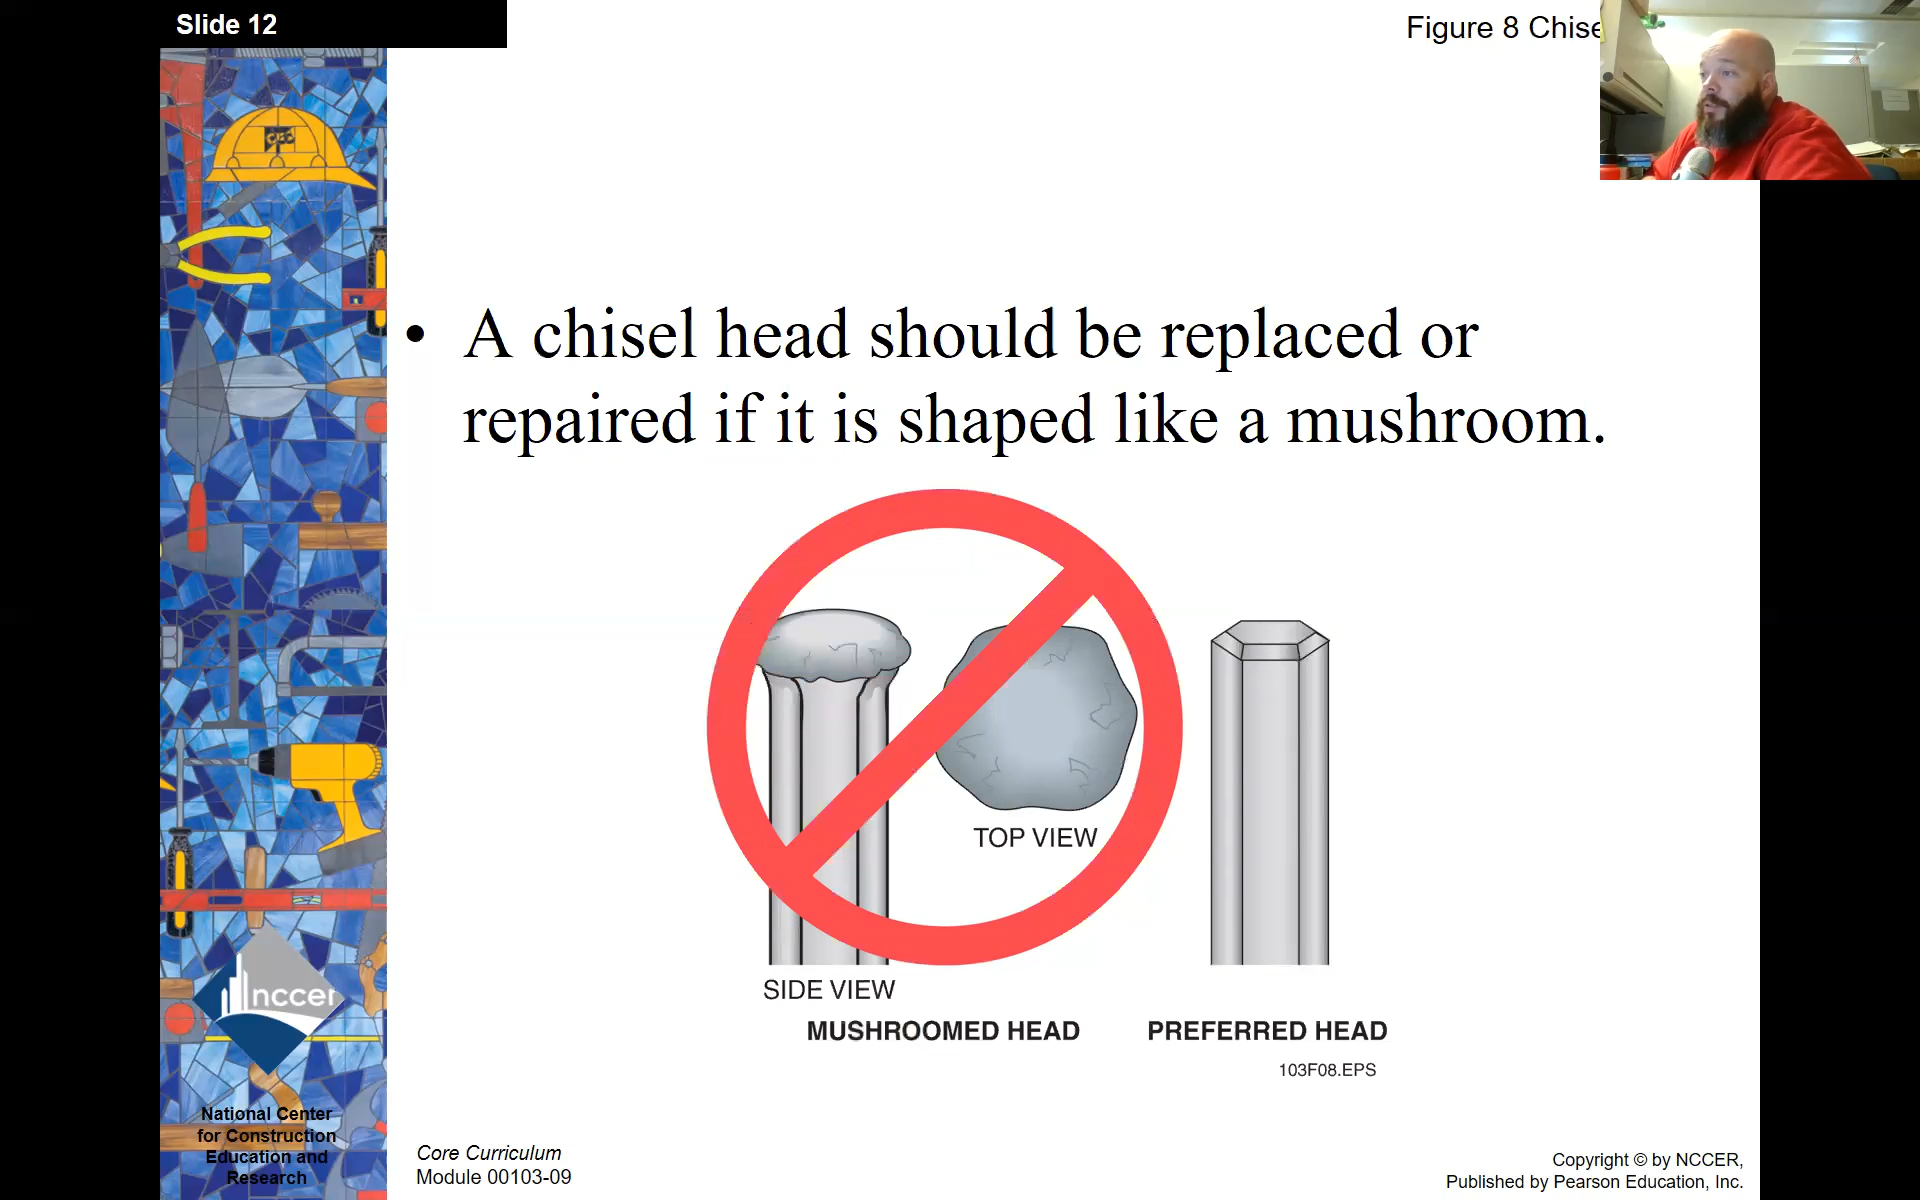 Slide 12
Figure 8 Chise
• A chisel head should be replaced or
repaired if it is shaped like a mushroom.
TOP VIEW
SIDE VIEW
MUSHROOMED HEAD
PREFERRED HEAD
103F08.EPS
nccer
National Center
for Construction
Education and
Research
Core Curriculum
Module 00103-09
Copyright © by NCCER,
Published by Pearson Education, Inc.